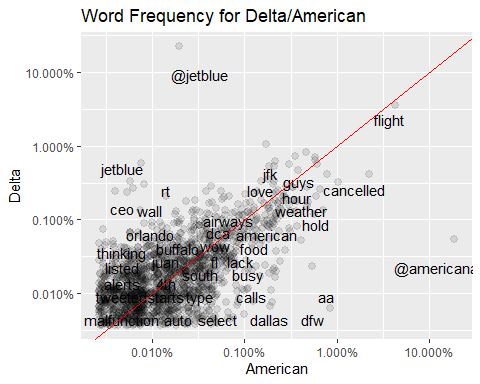 Word Frequency for Delta/American
@jetblue
10.000%
flight
1.000%
jetblue
jfk
guys
rt
love
cancelled
hour
ceo
wall
weather
0.100%
airways
hold
orlando
dca
american
thinking
buffalo
wow
food
juan
fl
lack
listed
@americana
south
busy
alerts
4th
0.010%
tweeted
starts
type
calls
aa
malfunction
auto
select
dallas
dfw
Delta
0.010%
0.100%
1.000%
10.000%
American